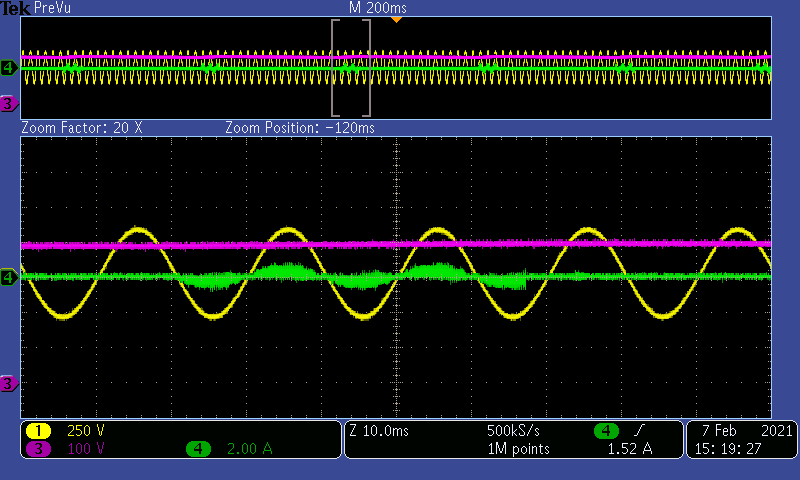 Tek PreVu M 200ms
4
3
Zoom Factor: 20 X Zoom Position: -120ms
4
3
1 250 V Z 10.0ms 500kS/s 4 7 Feb 2021
3 100 V 4 2.00 A 1M points 1.52 A 15: 19: 27